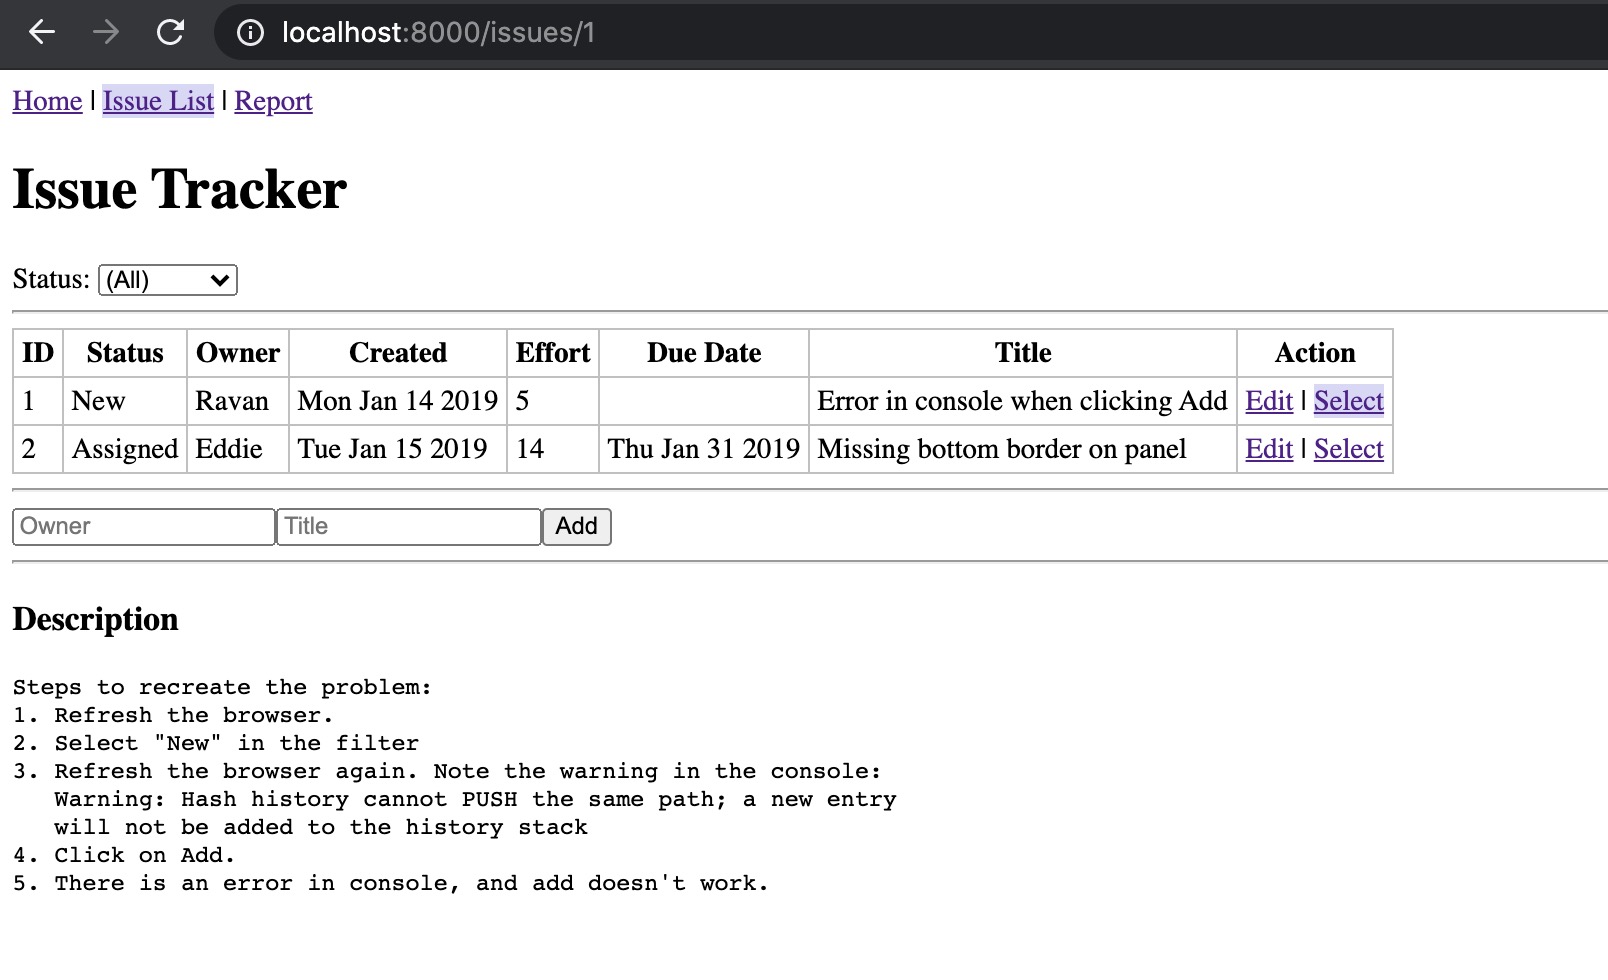 localhost:8000/issues/1
Home | Issue List | Report
Issue Tracker
Status: (All)
ID Status Owner Created Effort Due Date Title Action
1 New Ravan Mon Jan 14 2019 5 Error in console when clicking Add Edit | Select
2 Assigned Eddie Tue Jan 15 2019 14 Thu Jan 31 2019 Missing bottom border on panel Edit | Select
Owner Title Add
Description
Steps to recreate the problem:
1. Refresh the browser.
2. Select "New" in the filter
3. Refresh the browser again. Note the warning in the console:
Warning: Hash history cannot PUSH the same path; a new entry
will not be added to the history stack
4. Click on Add.
5. There is an error in console, and add doesn't work.